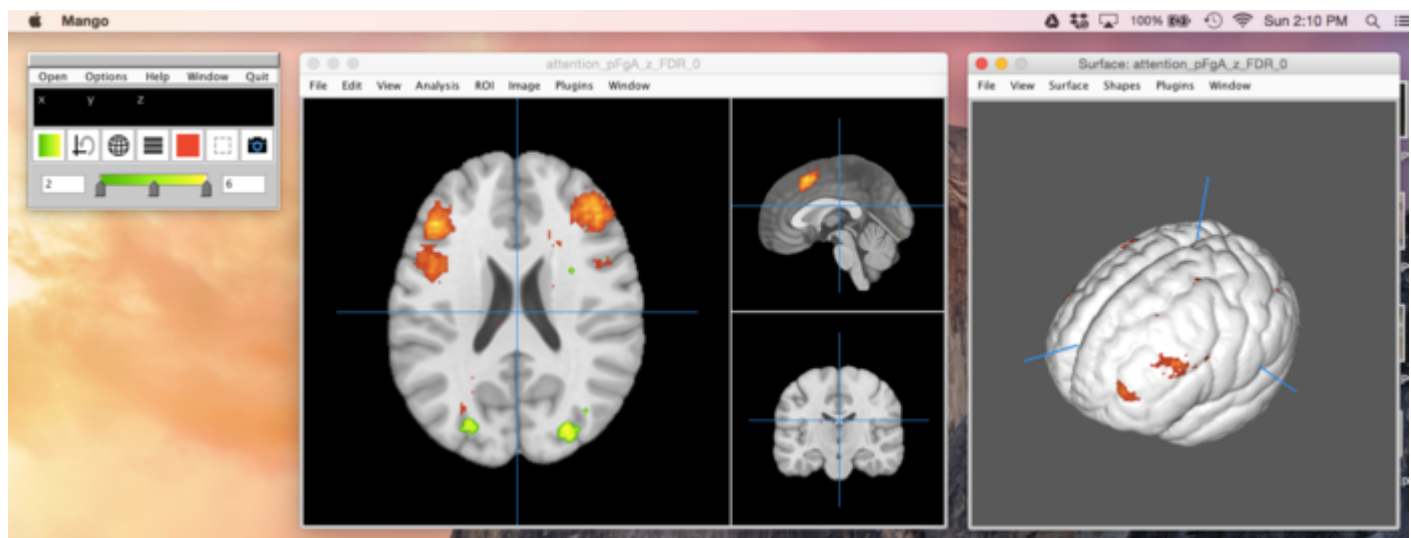 Mango 100% Sun 2:10 PM
Open Options Help Window Quit
x y z
2 6
attention_pFgA_z_FDR_0
File Edit View Analysis ROI Image Plugins Window
Surface: attention_pFgA_z_FDR_0
File View Surface Shapes Plugins Window